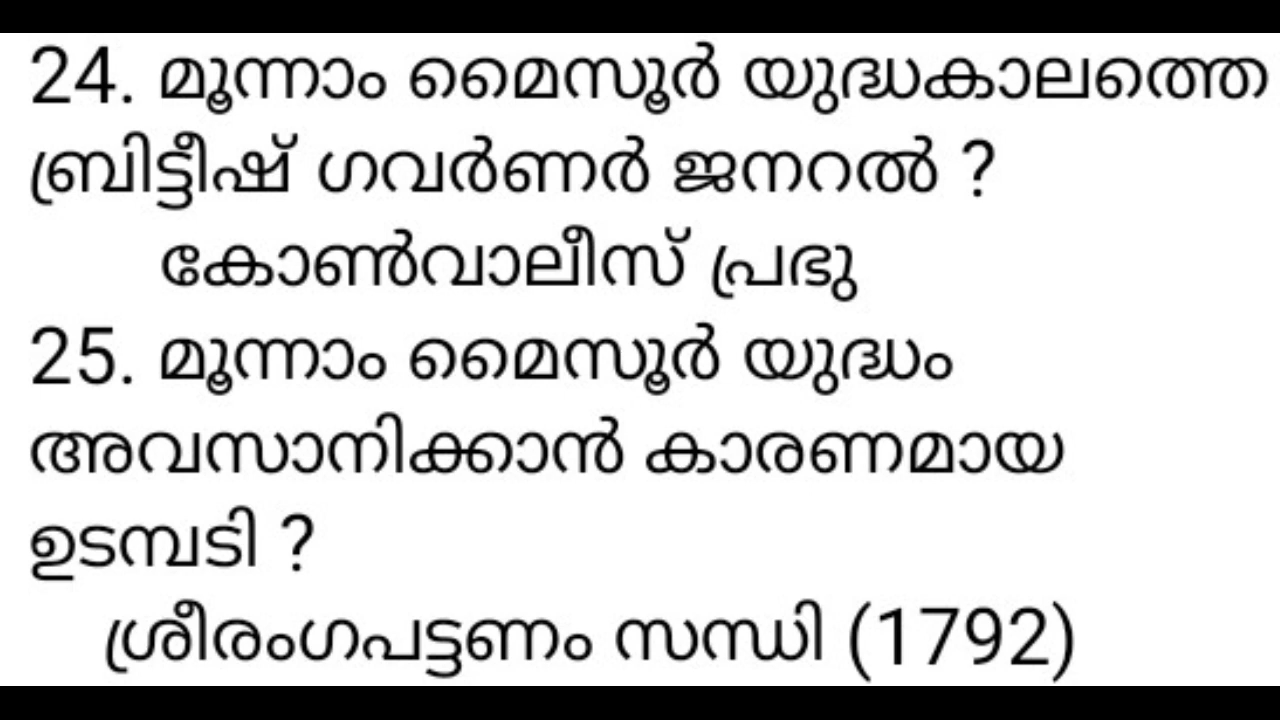 24. മൂന്നാം മൈസൂർ യുദ്ധകാലത്തെ
ബ്രിട്ടീഷ് ഗവർണർ ജനറൽ ?
കോൺവാലീസ് പ്രഭു
25. മൂന്നാം മൈസൂർ യുദ്ധം
അവസാനിക്കാൻ കാരണമായ
ഉടമ്പടി ?
ശ്രീരംഗപട്ടണം സന്ധി (1792)